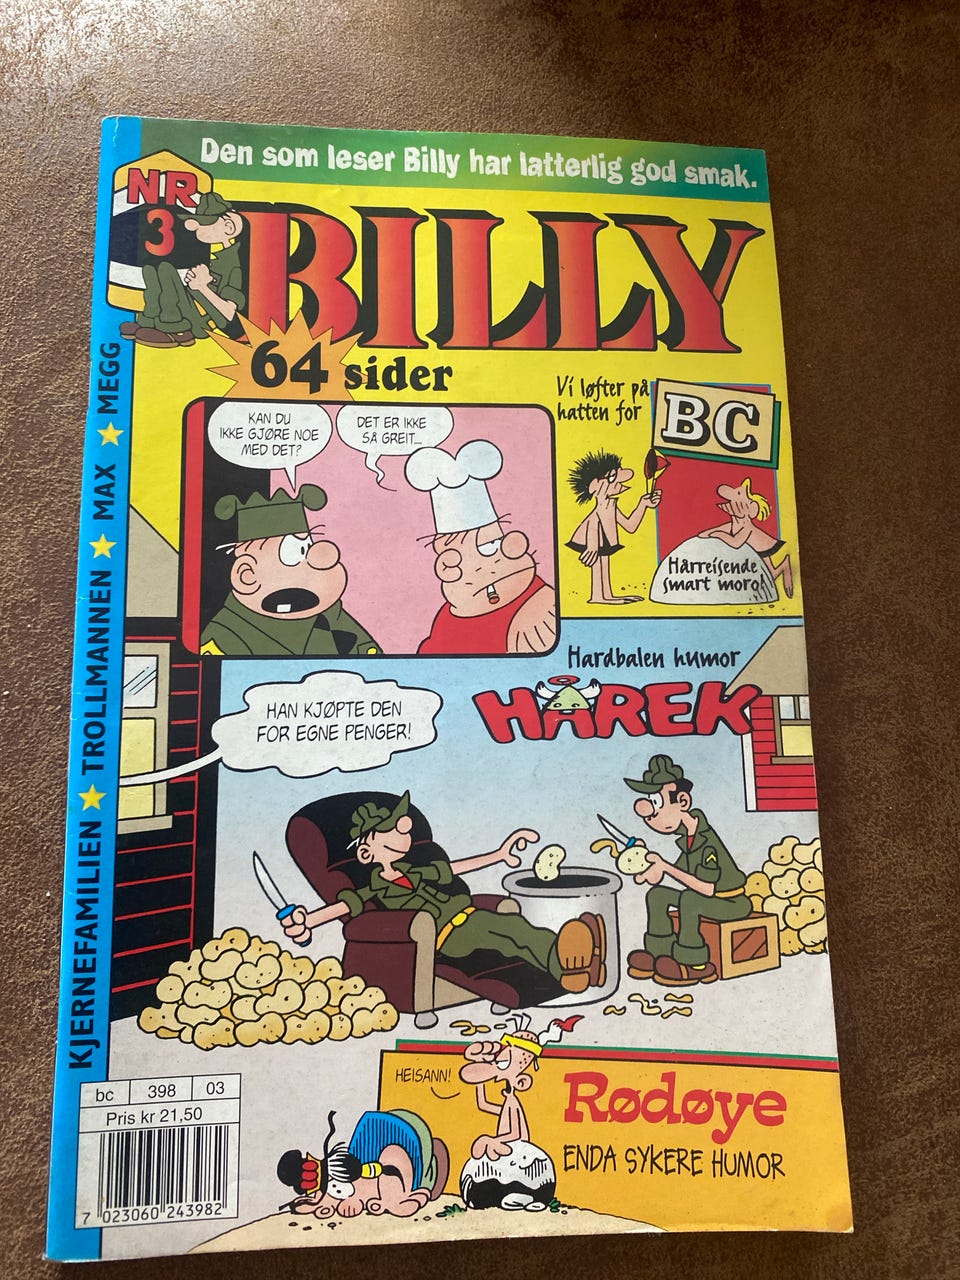 Den som leser Billy har latterlig god smak.
NR
3
BILLY
64 sider
Vi løfter på
hatten for
BC
KAN DU
IKKE GJØRE NOE
MED DET?
DET ER IKKE
SÅ GREIT...
Hårreisende
smart moro!
Hardbalen humor
HÅREK
HAN KJØPTE DEN
FOR EGNE PENGER!
KJERNEFAMILIEN ★ TROLLMANNEN ★ MAX ★ MEGG
HEISANN!
Rødøye
ENDA SYKERE HUMOR
bc 398 03
Pris kr 21,50
7 023060 243982